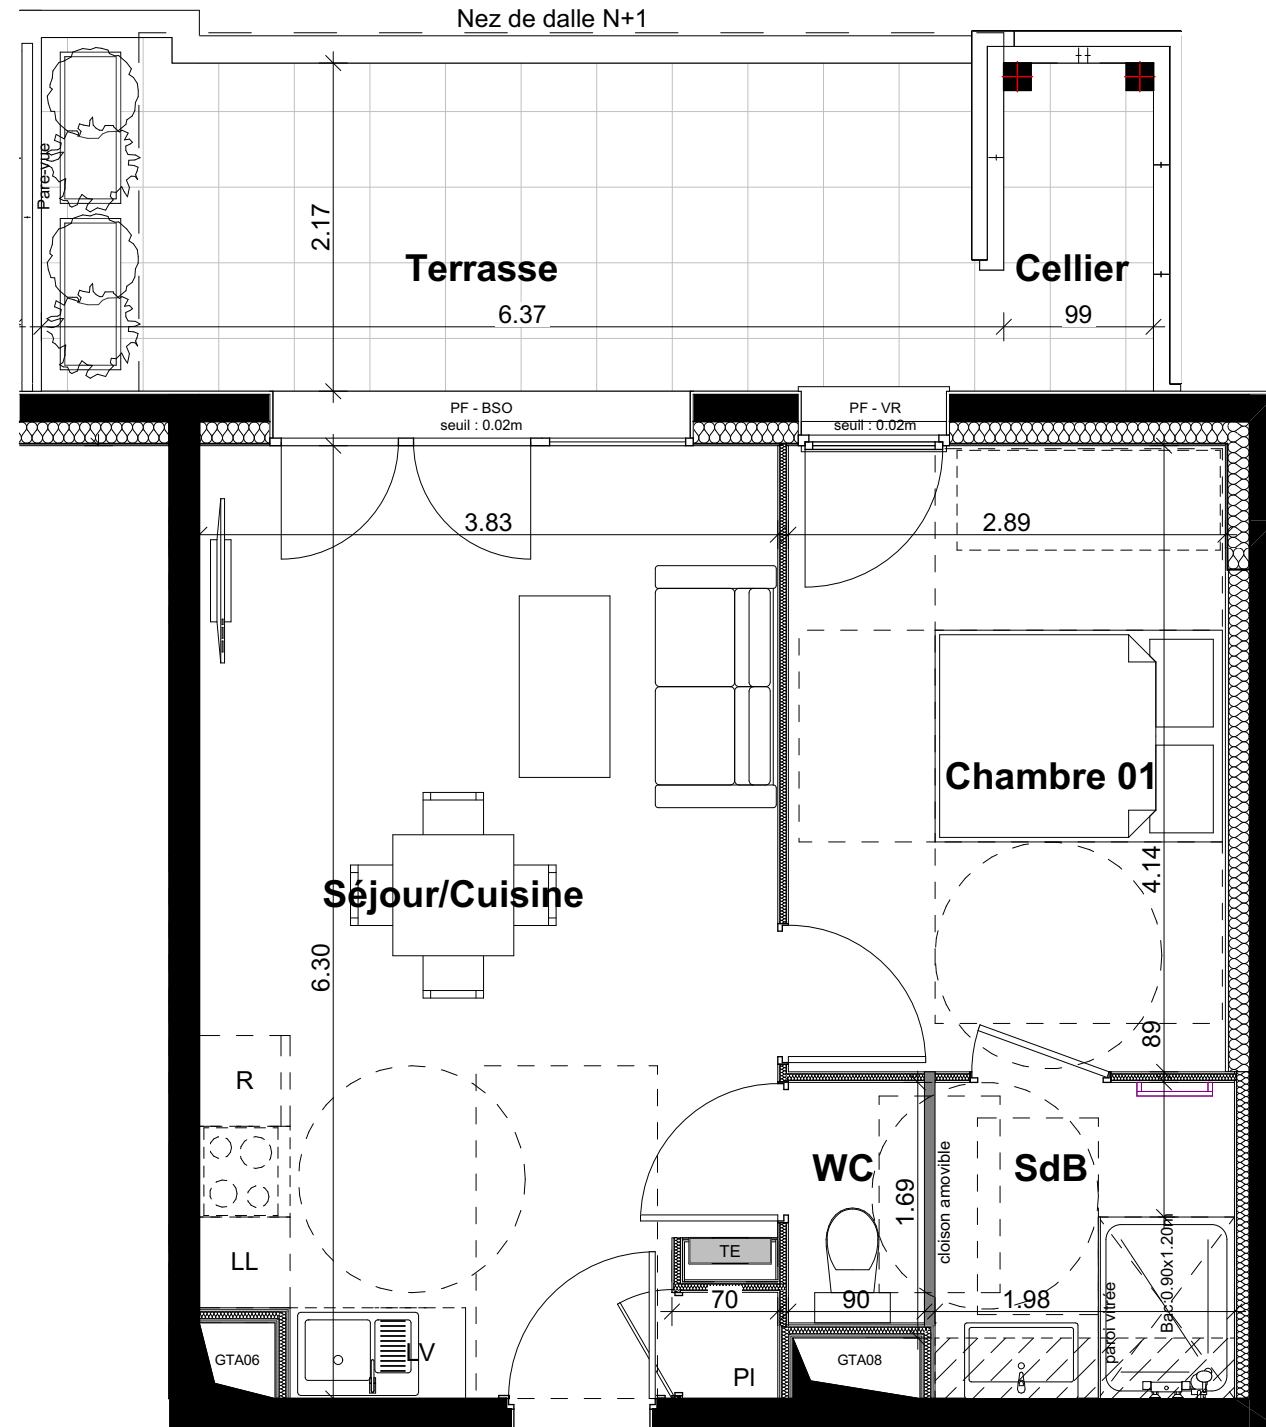 Nez de dalle N+1
Pare-vue
2.17
Terrasse
Cellier
6.37
99
PF - BSO
seuil : 0.02m
PF - VR
seuil : 0.02m
3.83
2.89
Chambre 01
4.14
Séjour/Cuisine
6.30
89
R
WC
SdB
cloison amovible
1.69
LL
TE
70
90
1.98
Bac:0.90x1.20m
paroi vitrée
GTA06
LV
Pl
GTA08